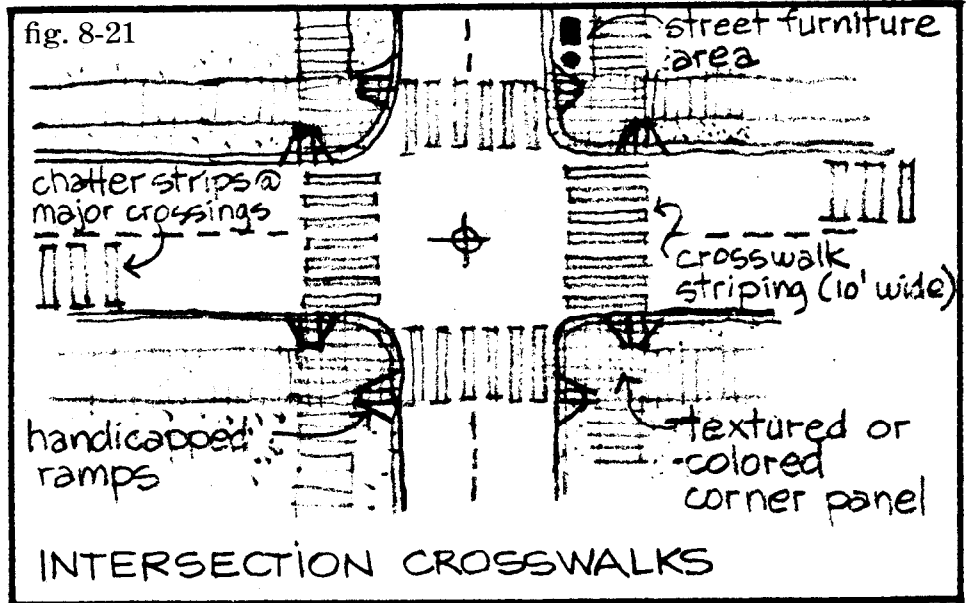 fig. 8-21
street furniture
area
chatter strips @
major crossings
crosswalk
striping (10' wide)
handicapped
ramps
textured or
colored
corner panel
INTERSECTION CROSSWALKS